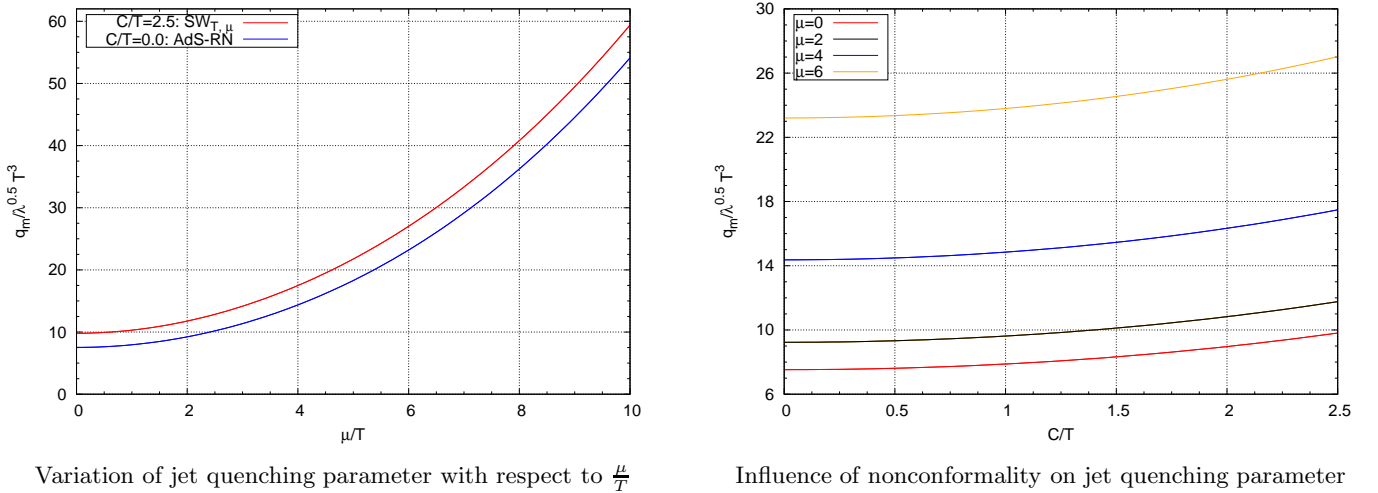 C/T=2.5: SW_{T, μ}
C/T=0.0: AdS-RN
60
50
40
30
20
10
0
0 2 4 6 8 10
q_m/λ^{0.5} T^3
μ/T
Variation of jet quenching parameter with respect to μ/T
μ=0
μ=2
μ=4
μ=6
30
26
22
18
14
10
6
0 0.5 1 1.5 2 2.5
q_m/λ^{0.5} T^3
C/T
Influence of nonconformality on jet quenching parameter